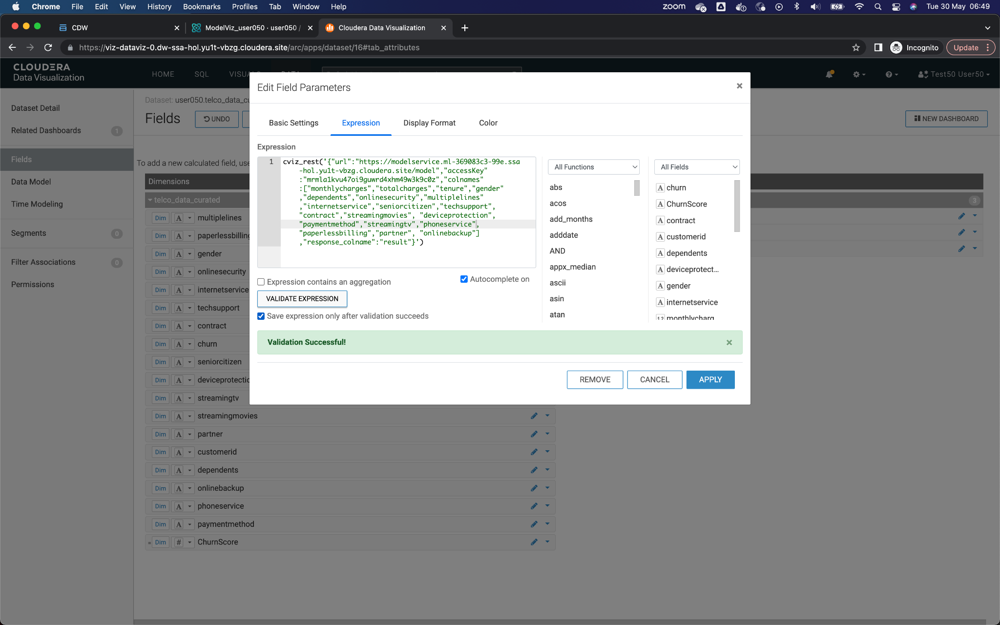 Chrome File Edit View History Bookmarks Profiles Tab Window Help zoom Tue 30 May 06:49
CDW ModelViz_user050 · user050 / Cloudera Data Visualization
https://viz-dataviz-0.dw-ssa-hol.yu1t-vbzg.cloudera.site/arc/apps/dataset/16#tab_attributes Incognito Update
CLOUDERA
Data Visualization
HOME SQL Test50 User50
Dataset Detail
Related Dashboards 1
Fields
Data Model
Time Modeling
Segments 0
Filter Associations 0
Permissions
Dataset: user050.telco_data_cu
Fields UNDO NEW DASHBOARD
To add a new calculated field, use
Dimensions
telco_data_curated 3
Dim A multiplelines
Dim A paperlessbilling
Dim A gender
Dim A onlinesecurity
Dim A internetservice
Dim A techsupport
Dim A contract
Dim A churn
Dim A seniorcitizen
Dim A deviceprotectio
Dim A streamingtv
Dim A streamingmovies
Dim A partner
Dim A customerid
Dim A dependents
Dim A onlinebackup
Dim A phoneservice
Dim A paymentmethod
= Dim # ChurnScore
Edit Field Parameters ×
Basic Settings Expression Display Format Color
Expression
1 cviz_rest('{"url":"https://modelservice.ml-369083c3-99e.ssa
-hol.yu1t-vbzg.cloudera.site/model","accessKey"
:"mrmla1kvu47oi9guwrd4xhm49w3k9c0z","colnames"
:["monthlycharges","totalcharges","tenure","gender"
,"dependents","onlinesecurity","multiplelines"
,"internetservice","seniorcitizen","techsupport",
"contract","streamingmovies", "deviceprotection",
"paymentmethod","streamingtv","phoneservice",
"paperlessbilling","partner", "onlinebackup"]
,"response_colname":"result"}')
Expression contains an aggregation
Autocomplete on
VALIDATE EXPRESSION
Save expression only after validation succeeds
All Functions
abs
acos
add_months
adddate
AND
appx_median
ascii
asin
atan
All Fields
A churn
A ChurnScore
A contract
A customerid
A dependents
A deviceprotect...
A gender
A internetservice
1.2 monthlycharg
Validation Successful! ×
REMOVE CANCEL APPLY